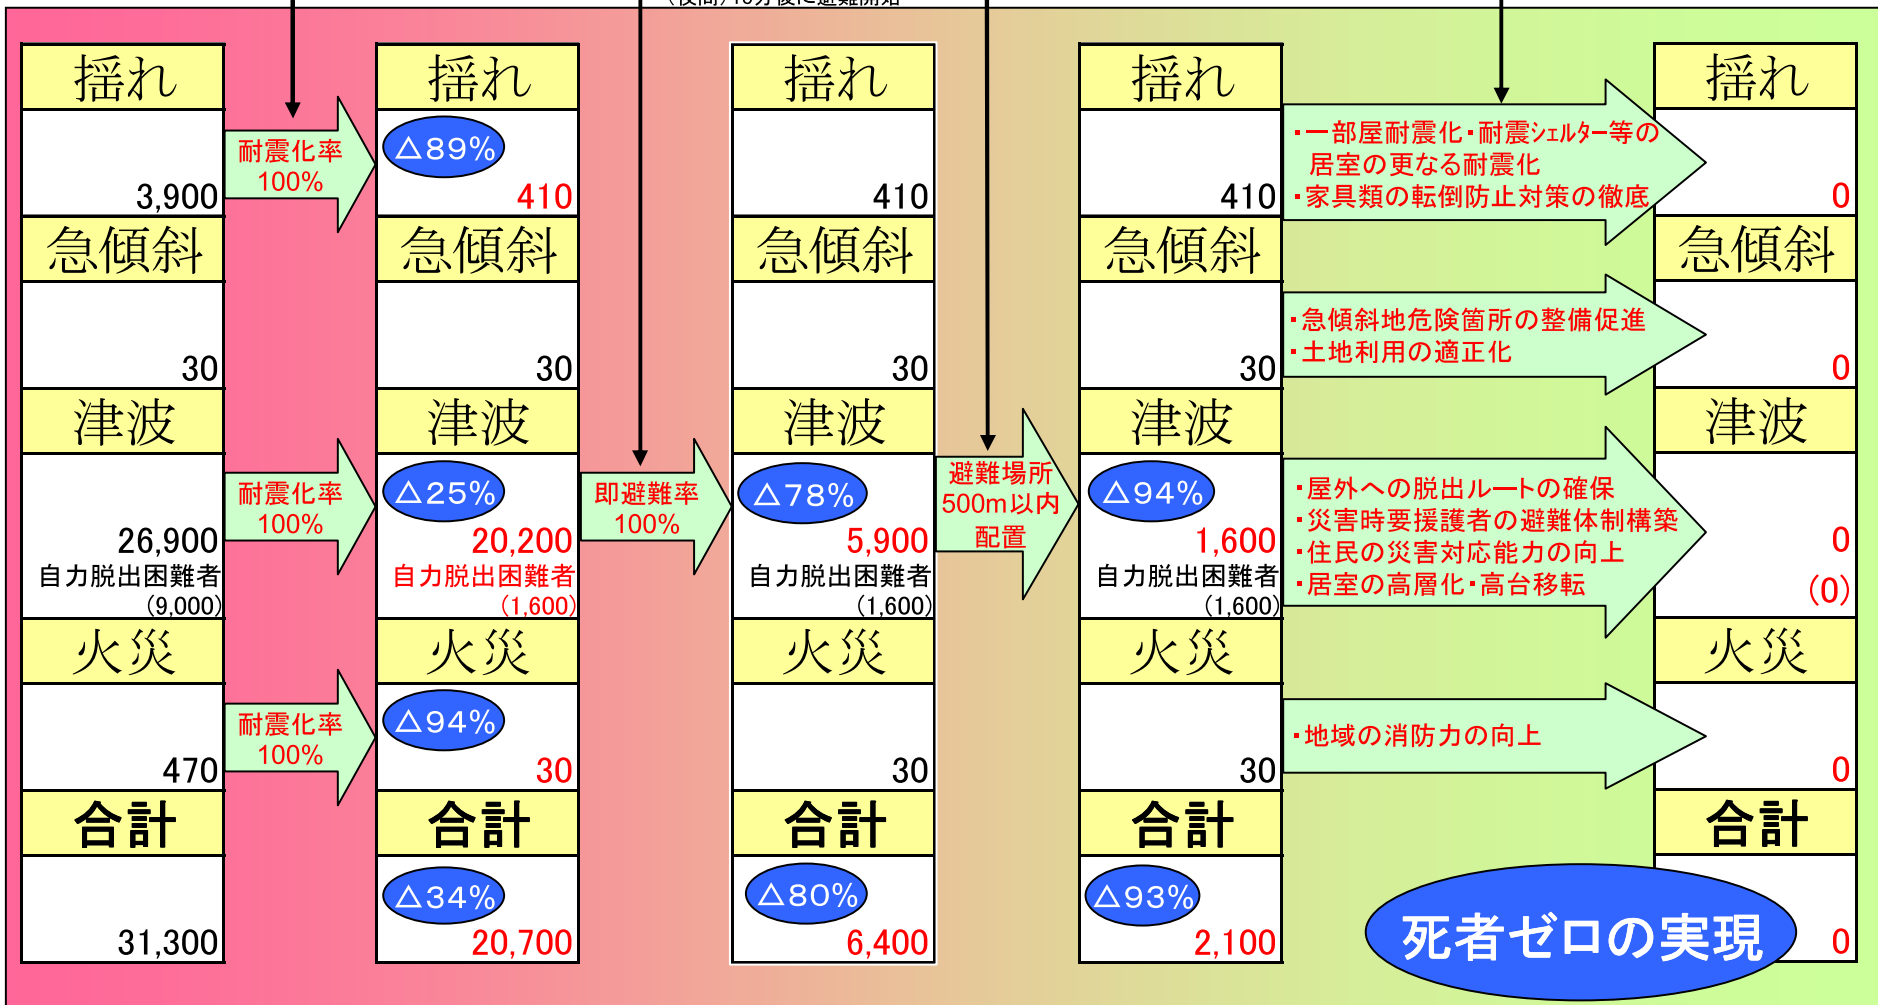 (夜間)10分後に避難開始
揺れ
3,900
急傾斜
30
津波
26,900
自力脱出困難者
(9,000)
火災
470
合計
31,300
耐震化率
100%
耐震化率
100%
耐震化率
100%
揺れ
△89%
410
急傾斜
30
津波
△25%
20,200
自力脱出困難者
(1,600)
火災
△94%
30
合計
△34%
20,700
即避難率
100%
揺れ
410
急傾斜
30
津波
△78%
5,900
自力脱出困難者
(1,600)
火災
30
合計
△80%
6,400
避難場所
500m以内
配置
揺れ
410
急傾斜
30
津波
△94%
1,600
自力脱出困難者
(1,600)
火災
30
合計
△93%
2,100
・一部屋耐震化・耐震ｼｪﾙﾀｰ等の
居室の更なる耐震化
・家具類の転倒防止対策の徹底
・急傾斜地危険箇所の整備促進
・土地利用の適正化
・屋外への脱出ルートの確保
・災害時要援護者の避難体制構築
・住民の災害対応能力の向上
・居室の高層化・高台移転
・地域の消防力の向上
揺れ
0
急傾斜
0
津波
0
(0)
火災
0
合計
0
死者ゼロの実現